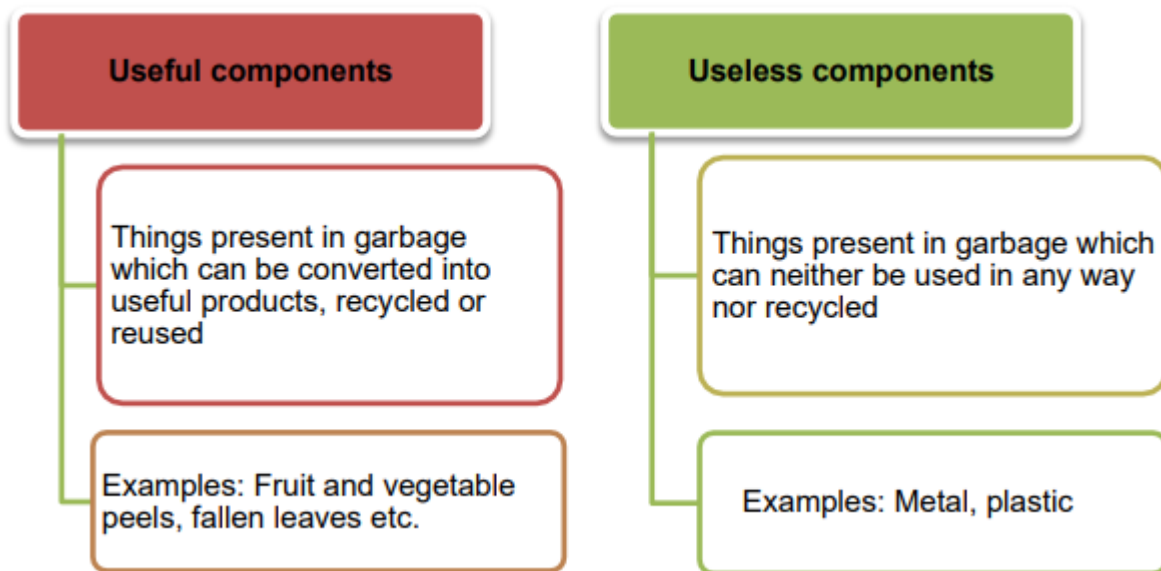 Useful components
Things present in garbage
which can be converted into
useful products, recycled or
reused
Examples: Fruit and vegetable
peels, fallen leaves etc.
Useless components
Things present in garbage which
can neither be used in any way
nor recycled
Examples: Metal, plastic